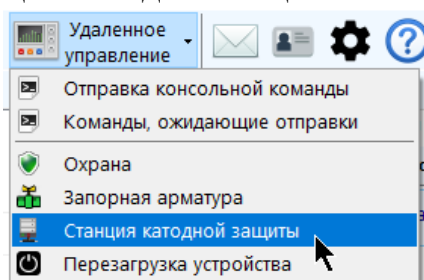 Удаленное
управление
Отправка консольной команды
Команды, ожидающие отправки
Охрана
Запорная арматура
Станция катодной защиты
Перезагрузка устройства